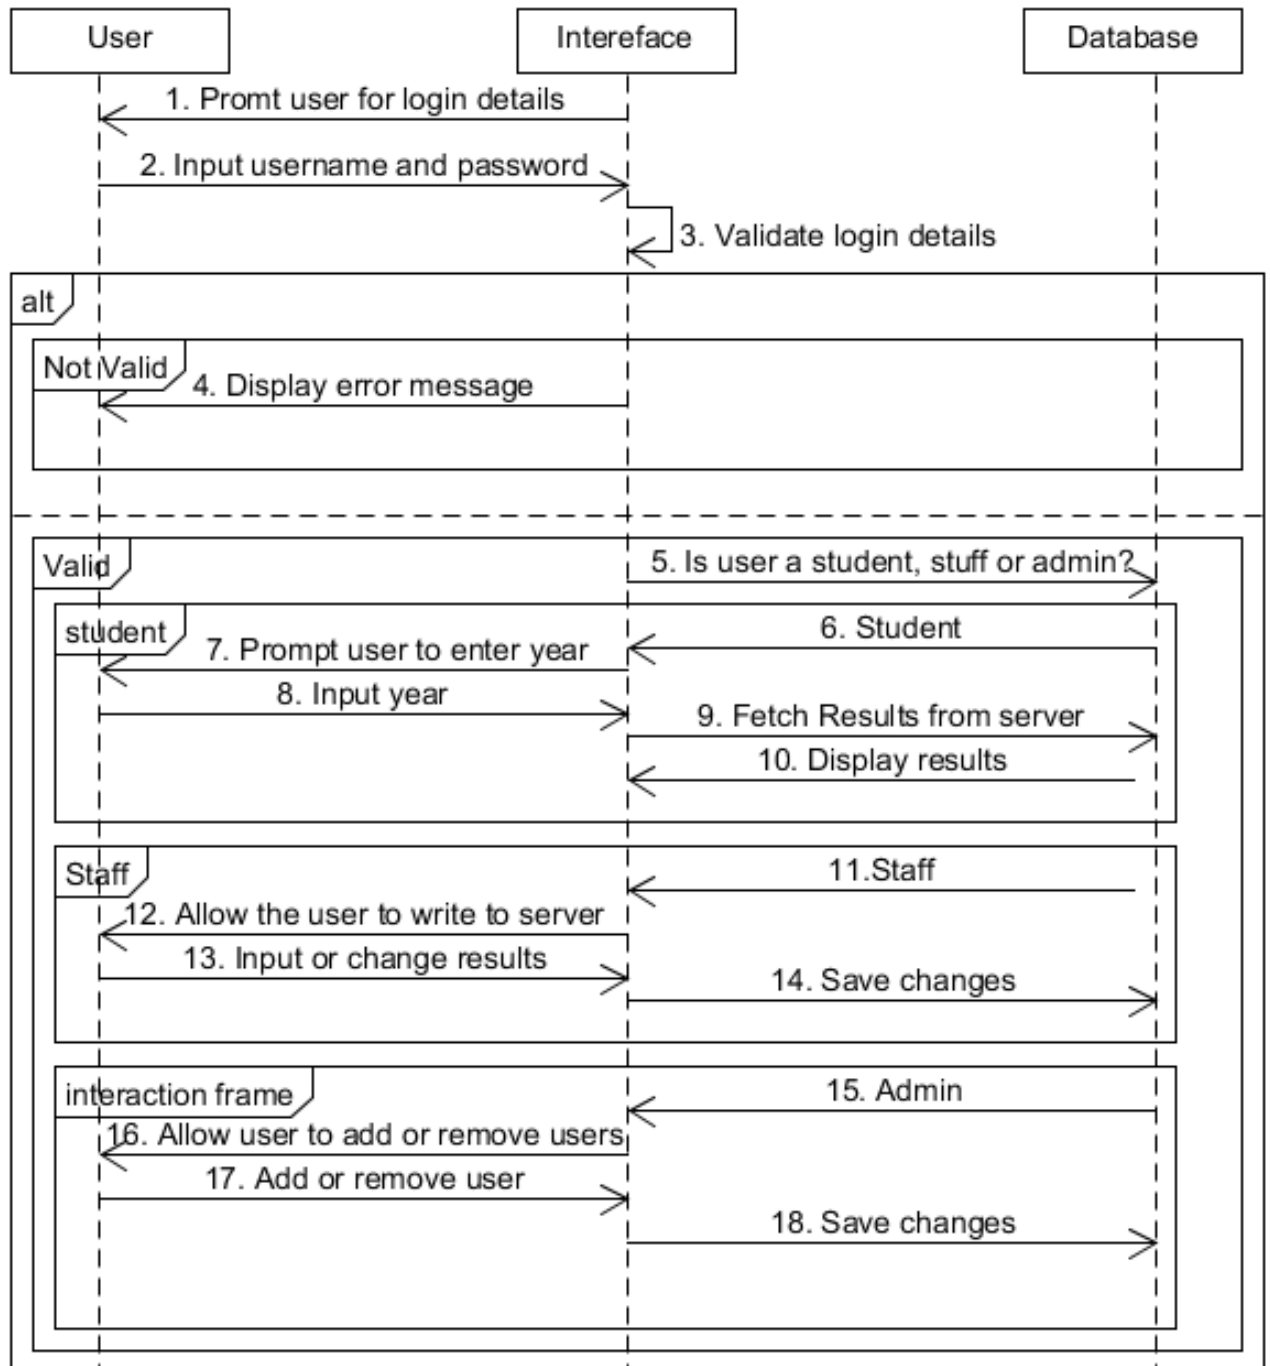 User
Intereface
Database
1. Promt user for login details
2. Input username and password
3. Validate login details
alt
Not Valid
4. Display error message
Valid
5. Is user a student, stuff or admin?
student
6. Student
7. Prompt user to enter year
8. Input year
9. Fetch Results from server
10. Display results
Staff
11.Staff
12. Allow the user to write to server
13. Input or change results
14. Save changes
interaction frame
15. Admin
16. Allow user to add or remove users
17. Add or remove user
18. Save changes